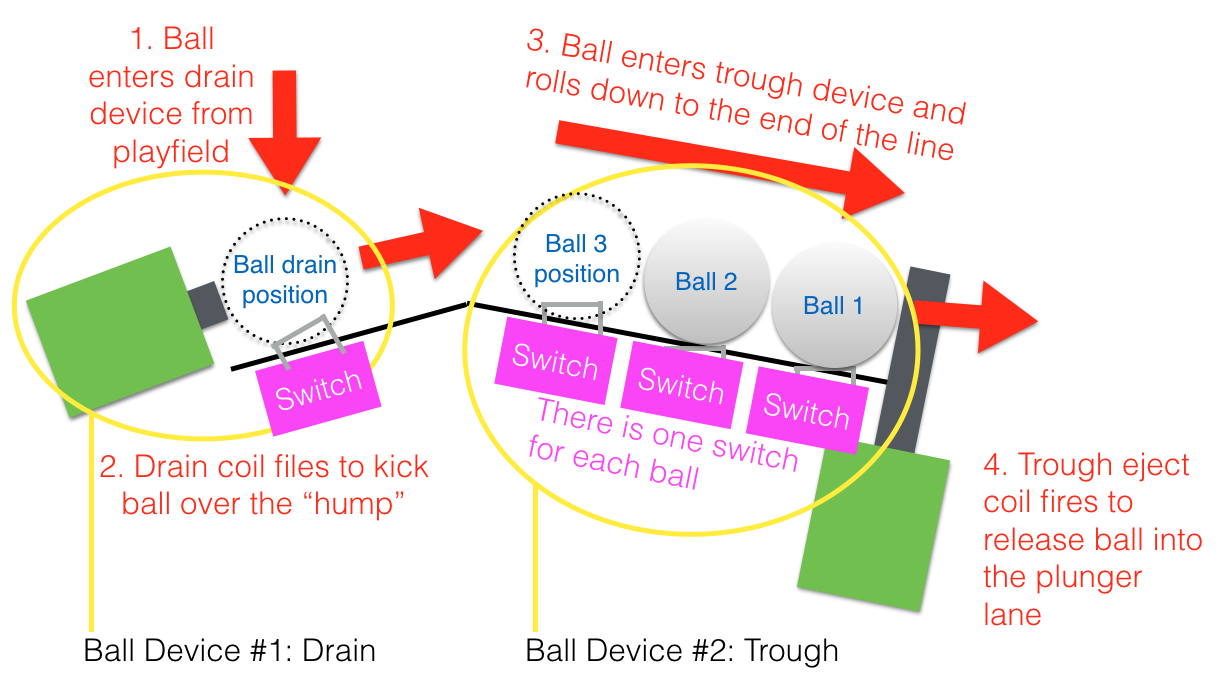 1. Ball
enters drain
device from
playfield
3. Ball enters trough device and
rolls down to the end of the line
Ball drain
position
Ball 3
position
Ball 2
Ball 1
Switch
Switch
Switch
Switch
There is one switch
for each ball
2. Drain coil files to kick
ball over the “hump”
4. Trough eject
coil fires to
release ball into
the plunger
lane
Ball Device #1: Drain
Ball Device #2: Trough